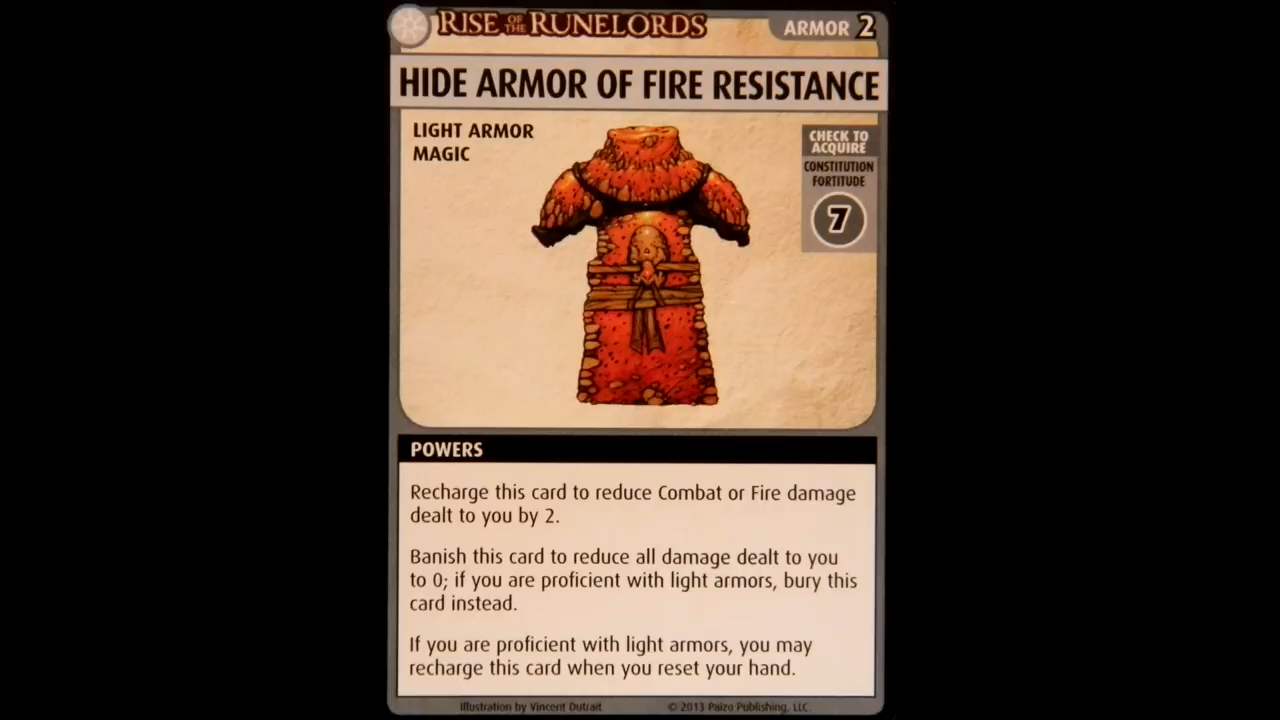 RISE OF THE RUNELORDS
ARMOR 2
HIDE ARMOR OF FIRE RESISTANCE
LIGHT ARMOR
MAGIC
CHECK TO
ACQUIRE
CONSTITUTION
FORTITUDE
7
POWERS
Recharge this card to reduce Combat or Fire damage
dealt to you by 2.
Banish this card to reduce all damage dealt to you
to 0; if you are proficient with light armors, bury this
card instead.
If you are proficient with light armors, you may
recharge this card when you reset your hand.
Illustration by Vincent Dutrait
© 2013 Paizo Publishing, LLC.